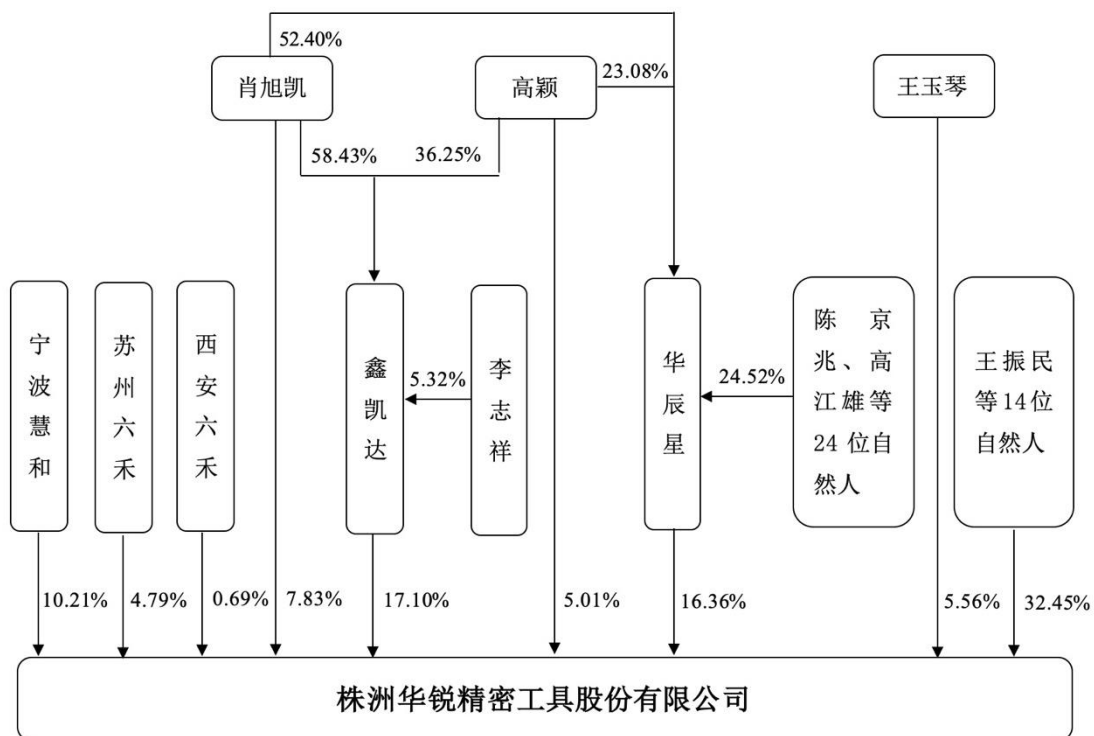 52.40%
肖旭凯
高颖
23.08%
王玉琴
58.43%
36.25%
宁波慧和
苏州六禾
西安六禾
鑫凯达
5.32%
李志祥
华辰星
24.52%
陈京
兆、高
江雄等
24位自
然人
王振民
等14位
自然人
10.21%
4.79%
0.69%
7.83%
17.10%
5.01%
16.36%
5.56%
32.45%
株洲华锐精密工具股份有限公司